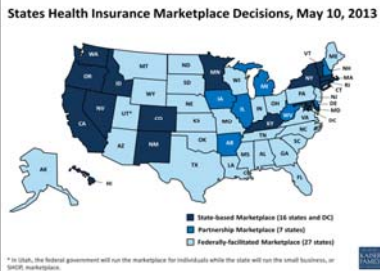 States Health Insurance Marketplace Decisions, May 10, 2013
WA
OR
CA
NV
ID
MT
WY
UT*
AZ
CO
NM
ND
SD
NE
KS
OK
TX
MN
IA
MO
AR
LA
WI
IL
MI
IN
OH
KY
TN
MS
AL
GA
FL
SC
NC
VA
WV
PA
NY
VT
ME
NH
MA
RI
CT
NJ
DE
MD
DC
AK
HI
State-based Marketplace (16 states and DC)
Partnership Marketplace (7 states)
Federally-facilitated Marketplace (27 states)
* In Utah, the federal government will run the marketplace for individuals while the state will run the small business, or
SHOP, marketplace.
KAISER
FAMILY